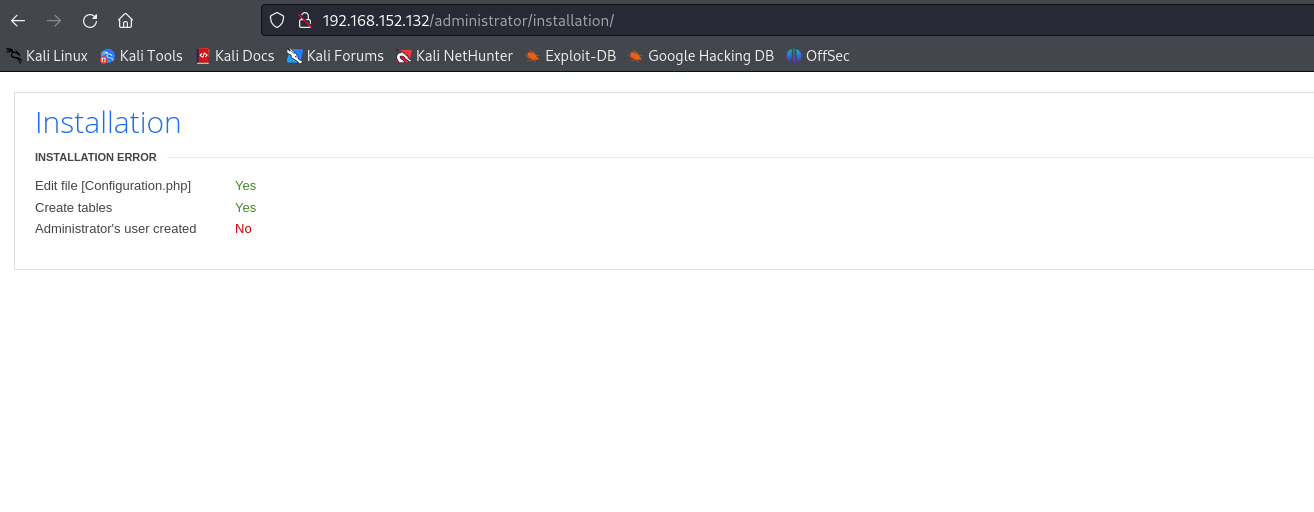 192.168.152.132/administrator/installation/
Kali Linux Kali Tools Kali Docs Kali Forums Kali NetHunter Exploit-DB Google Hacking DB OffSec
Installation
INSTALLATION ERROR
Edit file [Configuration.php] Yes
Create tables Yes
Administrator's user created No